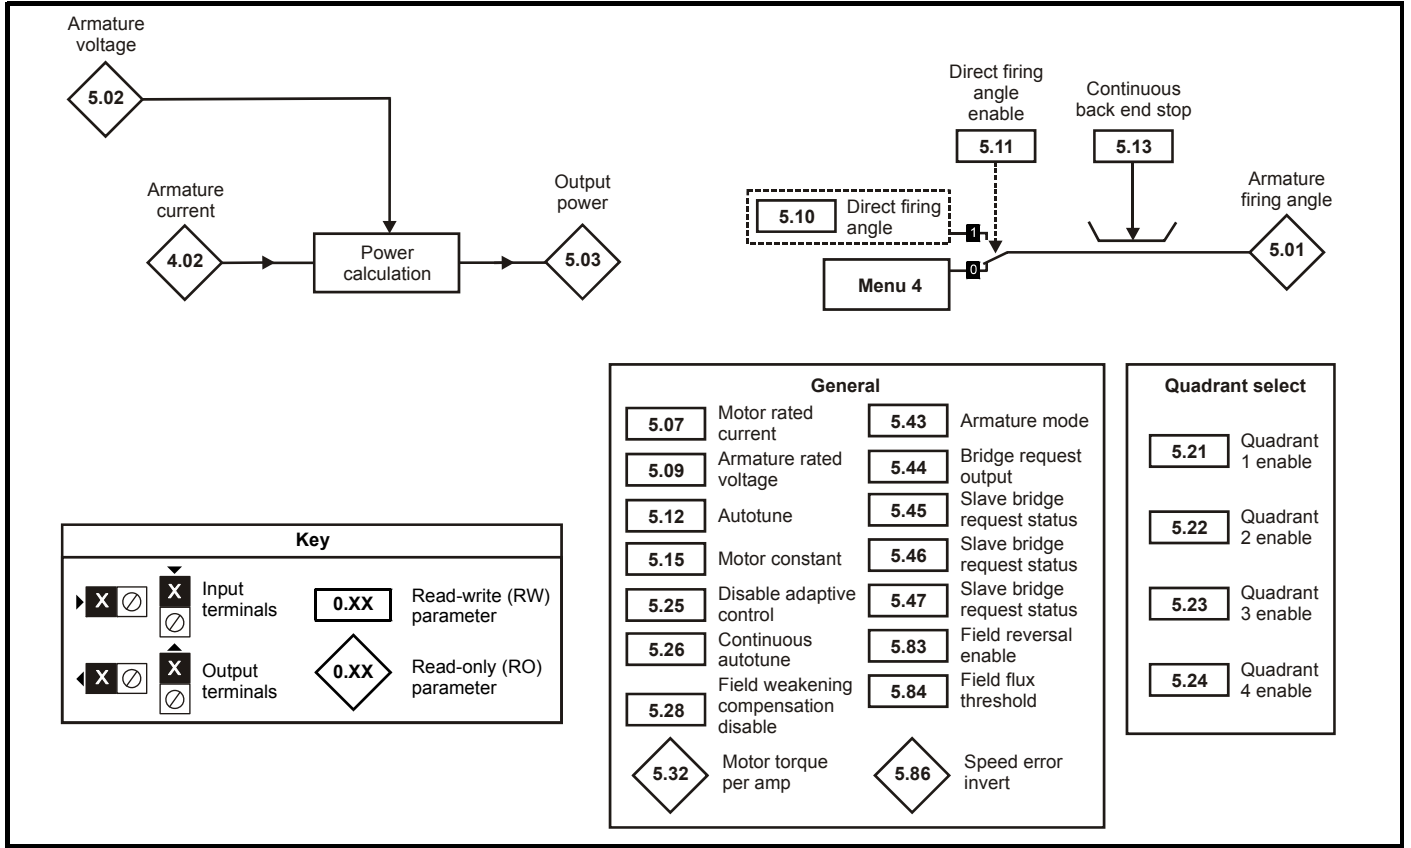 Armature
voltage
5.02
Armature
current
4.02
Power
calculation
Output
power
5.03
Direct firing
angle
enable
5.11
Continuous
back end stop
5.13
5.10
Direct firing
angle
1
0
Menu 4
Armature
firing angle
5.01
General
5.07
Motor rated
current
5.09
Armature rated
voltage
5.12
Autotune
5.15
Motor constant
5.25
Disable adaptive
control
5.26
Continuous
autotune
5.28
Field weakening
compensation
disable
5.32
Motor torque
per amp
5.43
Armature mode
5.44
Bridge request
output
5.45
Slave bridge
request status
5.46
Slave bridge
request status
5.47
Slave bridge
request status
5.83
Field reversal
enable
5.84
Field flux
threshold
5.86
Speed error
invert
Quadrant select
5.21
Quadrant
1 enable
5.22
Quadrant
2 enable
5.23
Quadrant
3 enable
5.24
Quadrant
4 enable
Key
X
X
Input
terminals
0.XX
Read-write (RW)
parameter
X
X
Output
terminals
0.XX
Read-only (RO)
parameter